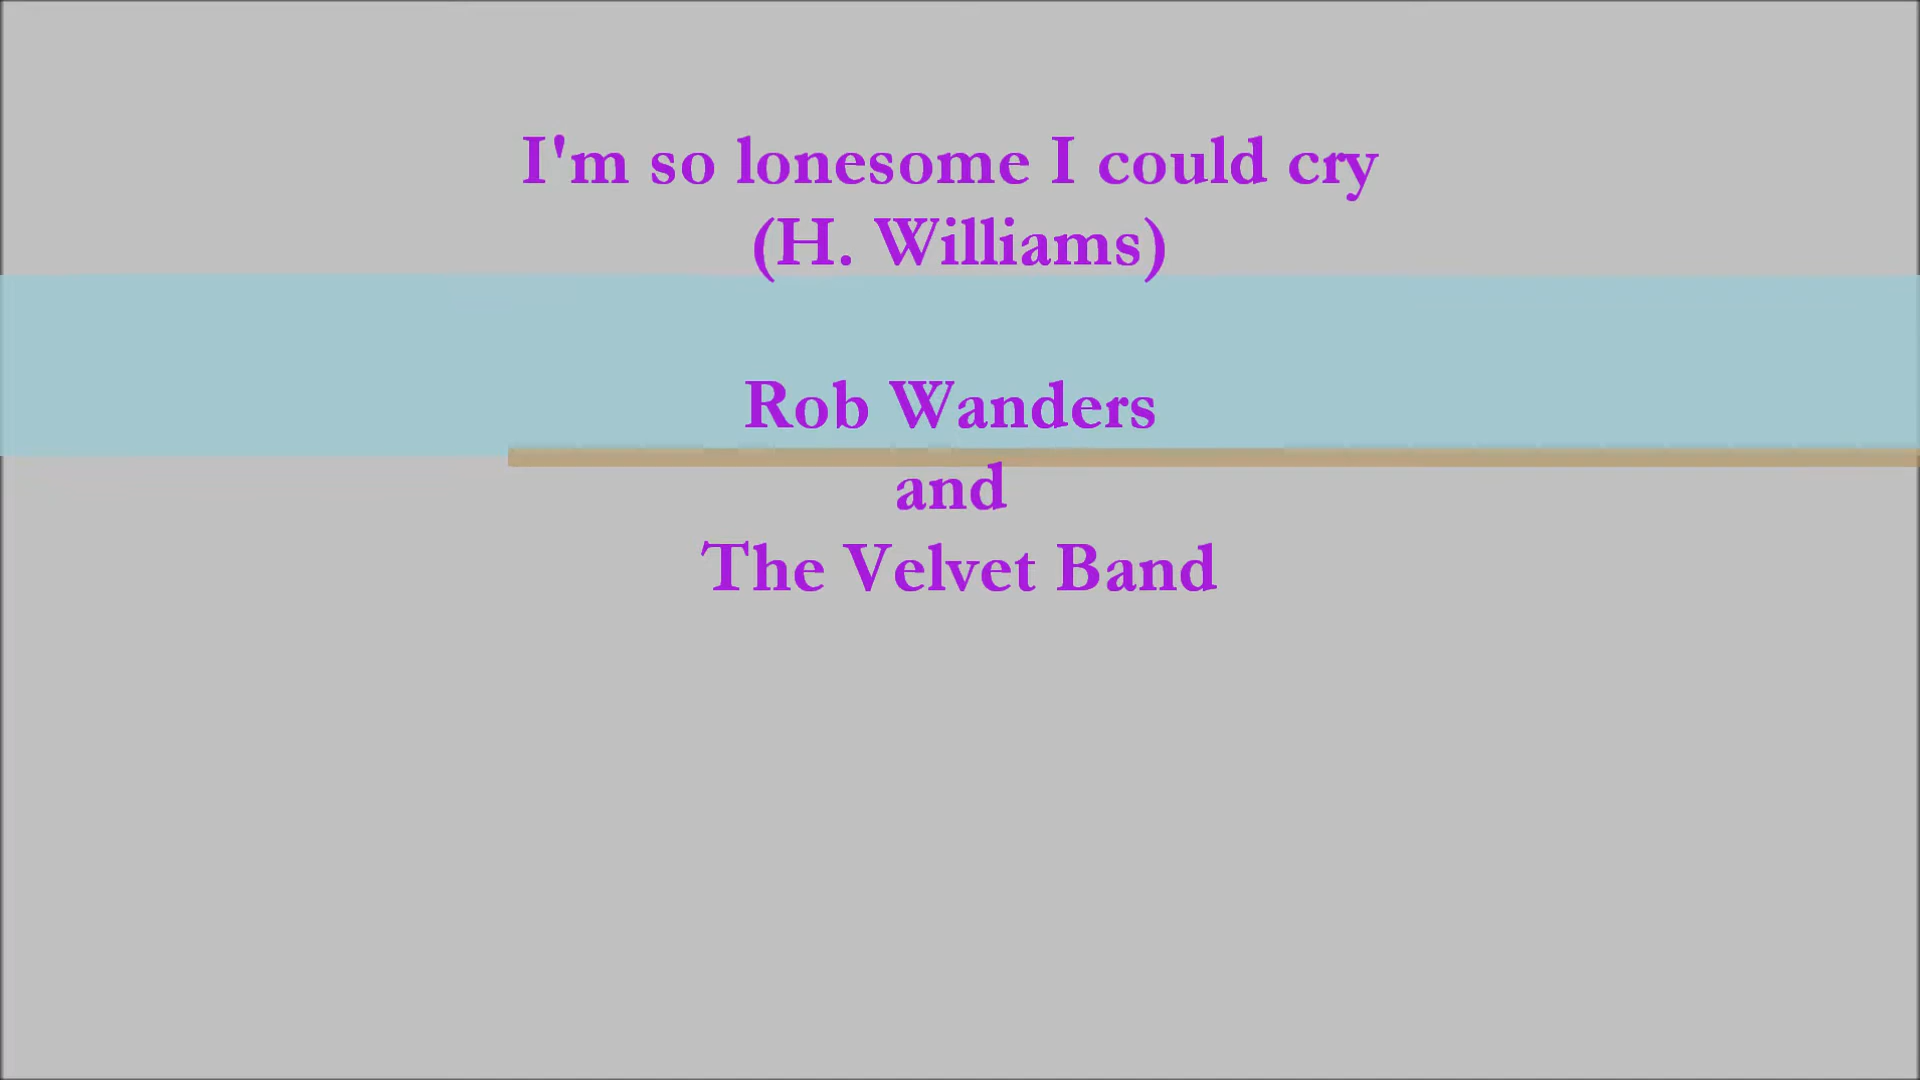 I'm so lonesome I could cry
(H. Williams)
Rob Wanders
and
The Velvet Band